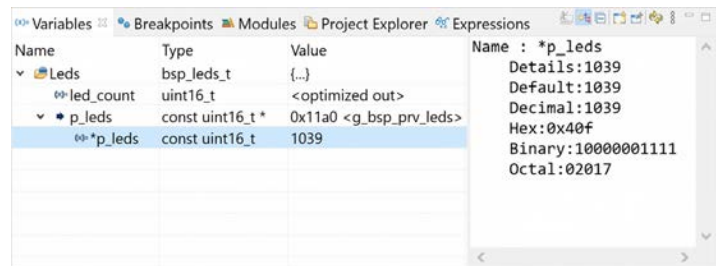 Variables Breakpoints Modules Project Explorer Expressions
Name Type Value
Leds bsp_leds_t {...}
led_count uint16_t <optimized out>
p_leds const uint16_t * 0x11a0 <g_bsp_prv_leds>
*p_leds const uint16_t 1039
Name : *p_leds
Details:1039
Default:1039
Decimal:1039
Hex:0x40f
Binary:10000001111
Octal:02017